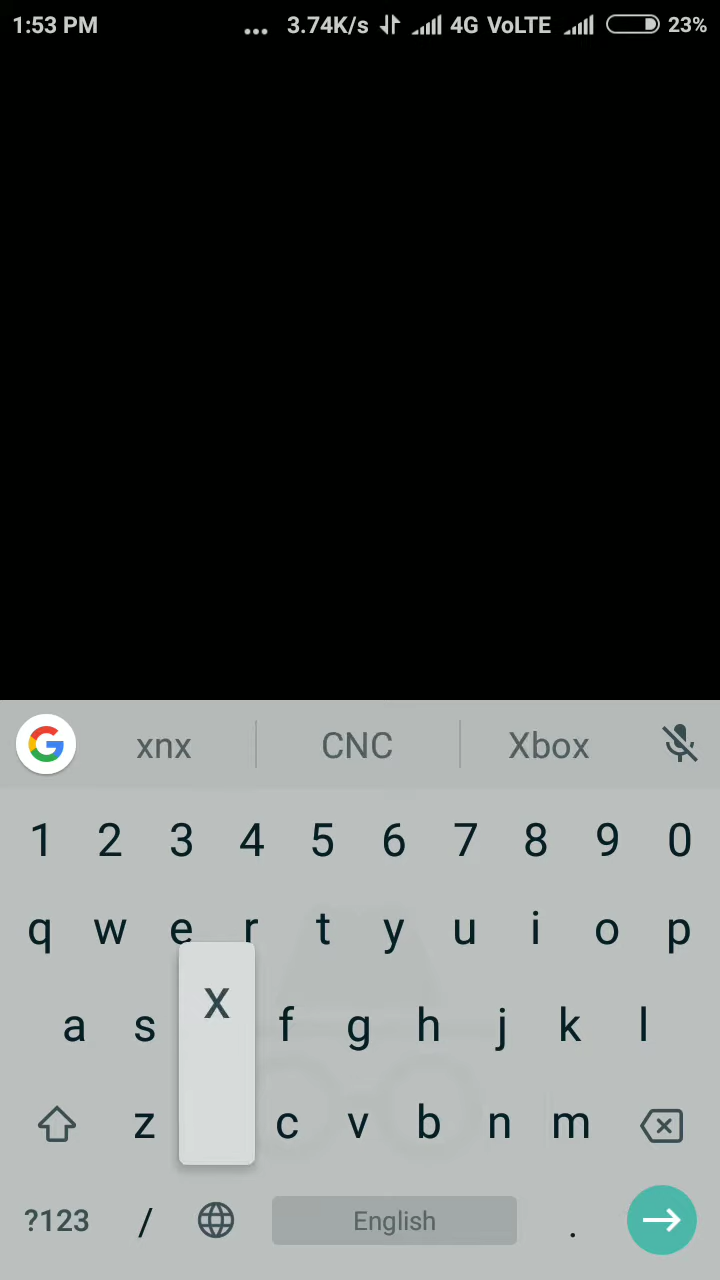 1:53 PM ... 3.74K/s 4G VoLTE 23%
xnx CNC Xbox
1 2 3 4 5 6 7 8 9 0
q w e r t y u i o p
a s x f g h j k l
z c v b n m
?123 / English .